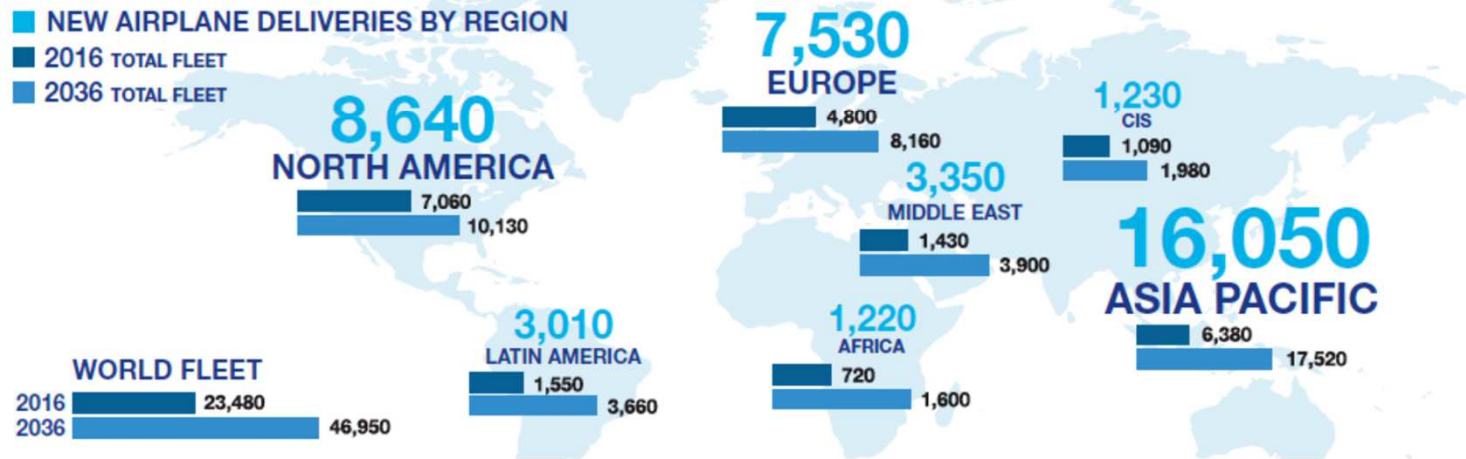 NEW AIRPLANE DELIVERIES BY REGION
2016 TOTAL FLEET
2036 TOTAL FLEET
8,640
NORTH AMERICA
7,060
10,130
7,530
EUROPE
4,800
8,160
1,230
CIS
1,090
1,980
3,350
MIDDLE EAST
1,430
3,900
16,050
ASIA PACIFIC
6,380
17,520
3,010
LATIN AMERICA
1,550
3,660
1,220
AFRICA
720
1,600
WORLD FLEET
2016 23,480
2036 46,950